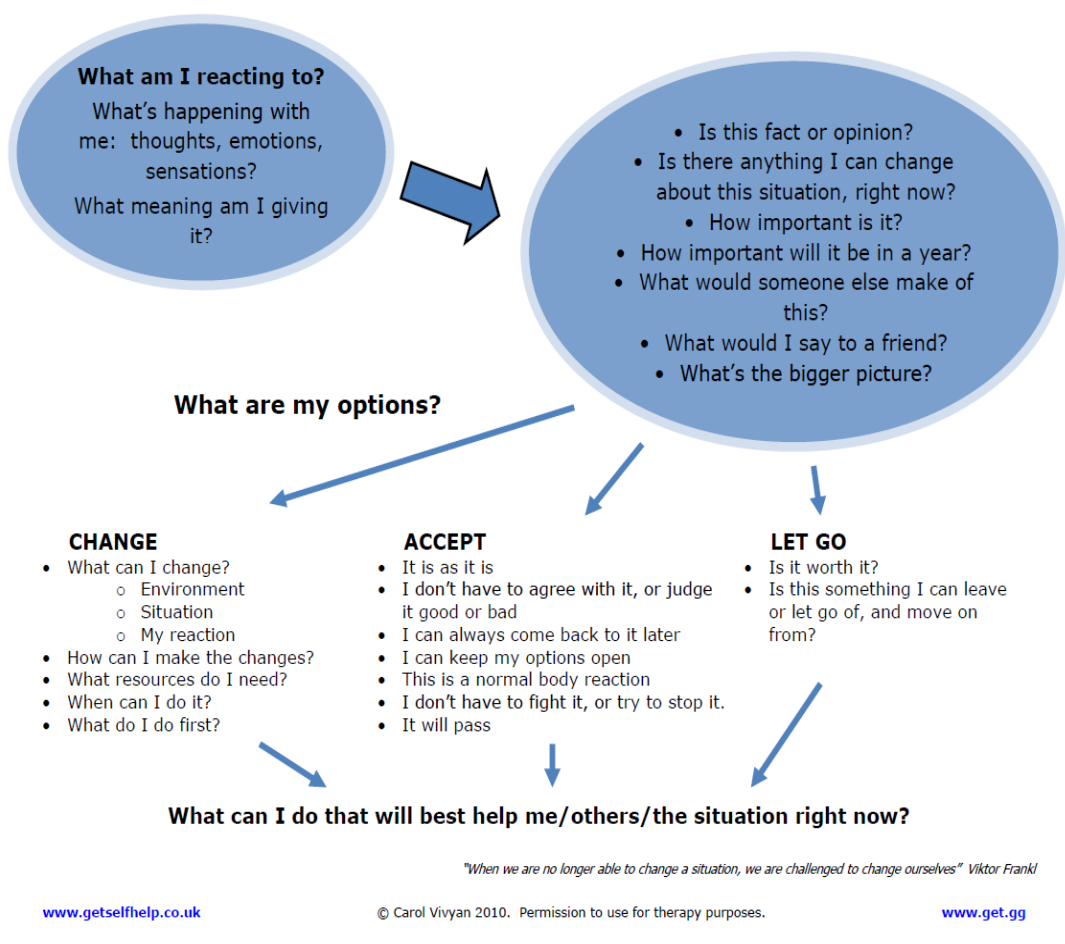 What am I reacting to?
What's happening with
me: thoughts, emotions,
sensations?
What meaning am I giving
it?
• Is this fact or opinion?
• Is there anything I can change
about this situation, right now?
• How important is it?
• How important will it be in a year?
• What would someone else make of
this?
• What would I say to a friend?
• What's the bigger picture?
What are my options?
CHANGE
• What can I change?
o Environment
o Situation
o My reaction
• How can I make the changes?
• What resources do I need?
• When can I do it?
• What do I do first?
ACCEPT
• It is as it is
• I don't have to agree with it, or judge
it good or bad
• I can always come back to it later
• I can keep my options open
• This is a normal body reaction
• I don't have to fight it, or try to stop it.
• It will pass
LET GO
• Is it worth it?
• Is this something I can leave
or let go of, and move on
from?
What can I do that will best help me/others/the situation right now?
"When we are no longer able to change a situation, we are challenged to change ourselves" Viktor Frankl
www.getselfhelp.co.uk © Carol Vivyan 2010. Permission to use for therapy purposes. www.get.gg